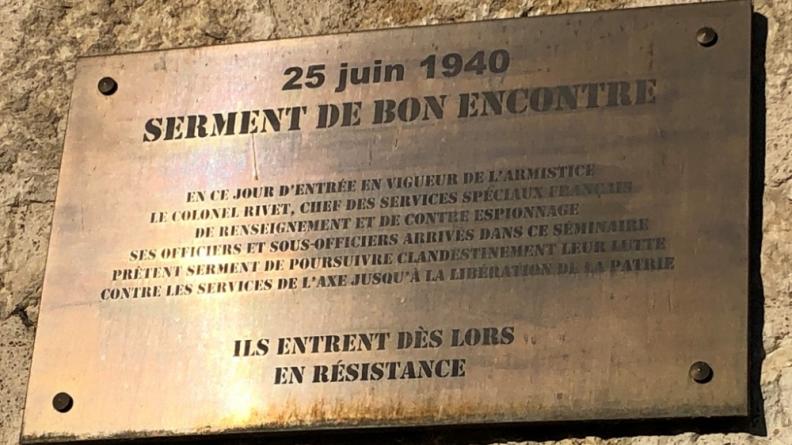 25 juin 1940
SERMENT DE BON ENCONTRE
EN CE JOUR D'ENTRÉE EN VIGUEUR DE L'ARMISTICE
LE COLONEL RIVET, CHEF DES SERVICES SPÉCIAUX FRANÇAIS
DE RENSEIGNEMENT ET DE CONTRE ESPIONNAGE
SES OFFICIERS ET SOUS-OFFICIERS ARRIVÉS DANS CE SÉMINAIRE
PRÊTENT SERMENT DE POURSUIVRE CLANDESTINEMENT LEUR LUTTE
CONTRE LES SERVICES DE L'AXE JUSQU'À LA LIBÉRATION DE LA PATRIE
ILS ENTRENT DÈS LORS
EN RÉSISTANCE